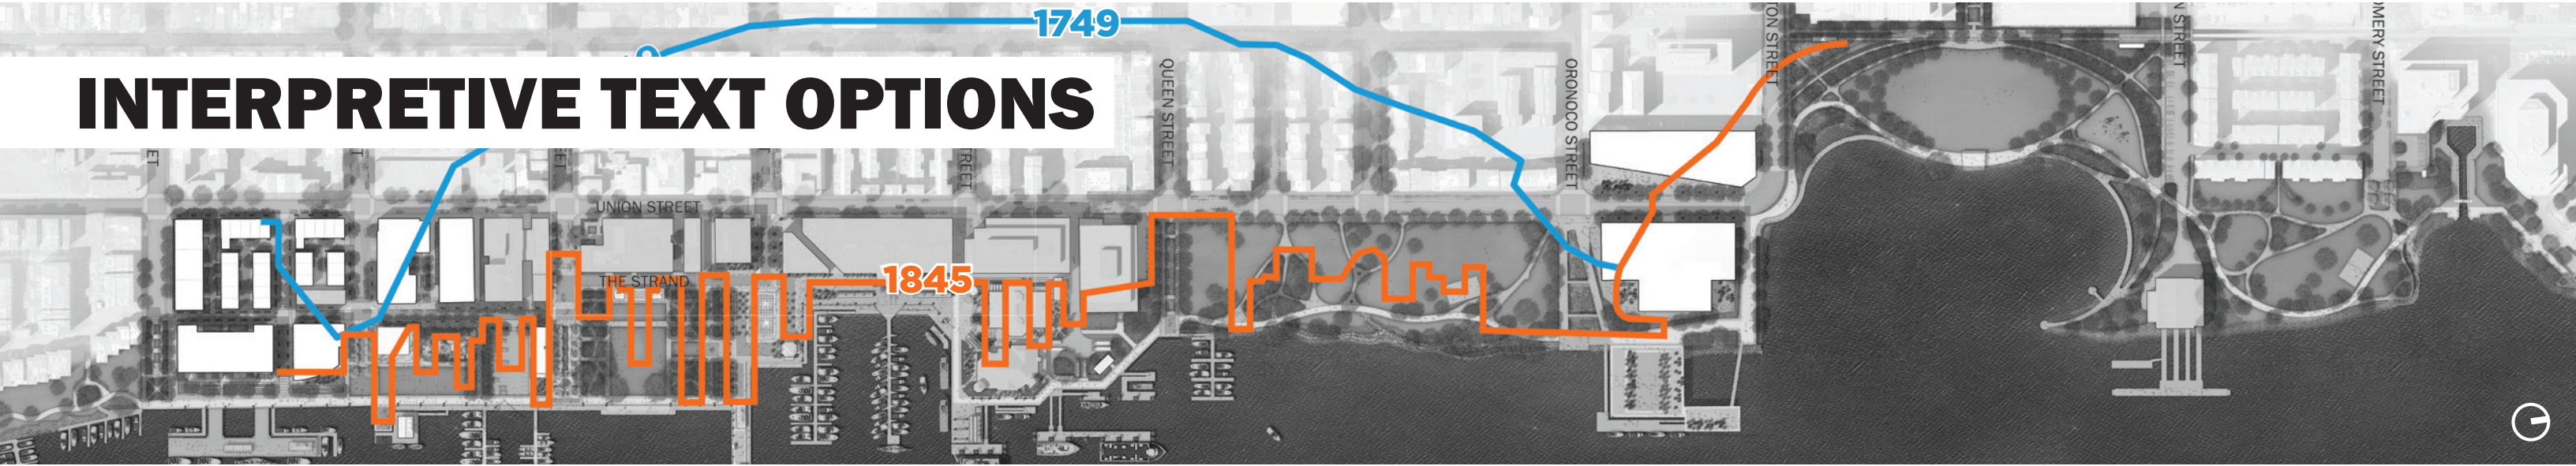 1749
INTERPRETIVE TEXT OPTIONS
QUEEN STREET
ORONOCO STREET
UNION STREET
THE STRAND
1845